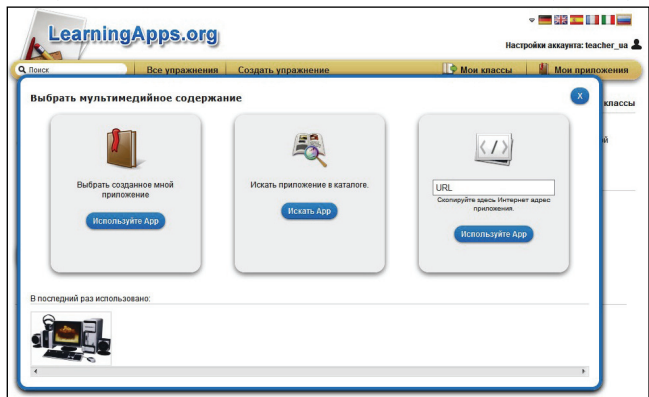 LearningApps.org
Настройки аккаунта: teacher_ua
Поиск
Все упражнения
Создать упражнение
Мои классы
Мои приложения
Выбрать мультимедийное содержание
X
классы
Выбрать созданное мной
приложение
Используйте App
Искать приложение в каталоге.
Искать App
URL
Скопируйте здесь Интернет адрес
приложения.
Используйте App
В последний раз использовано: